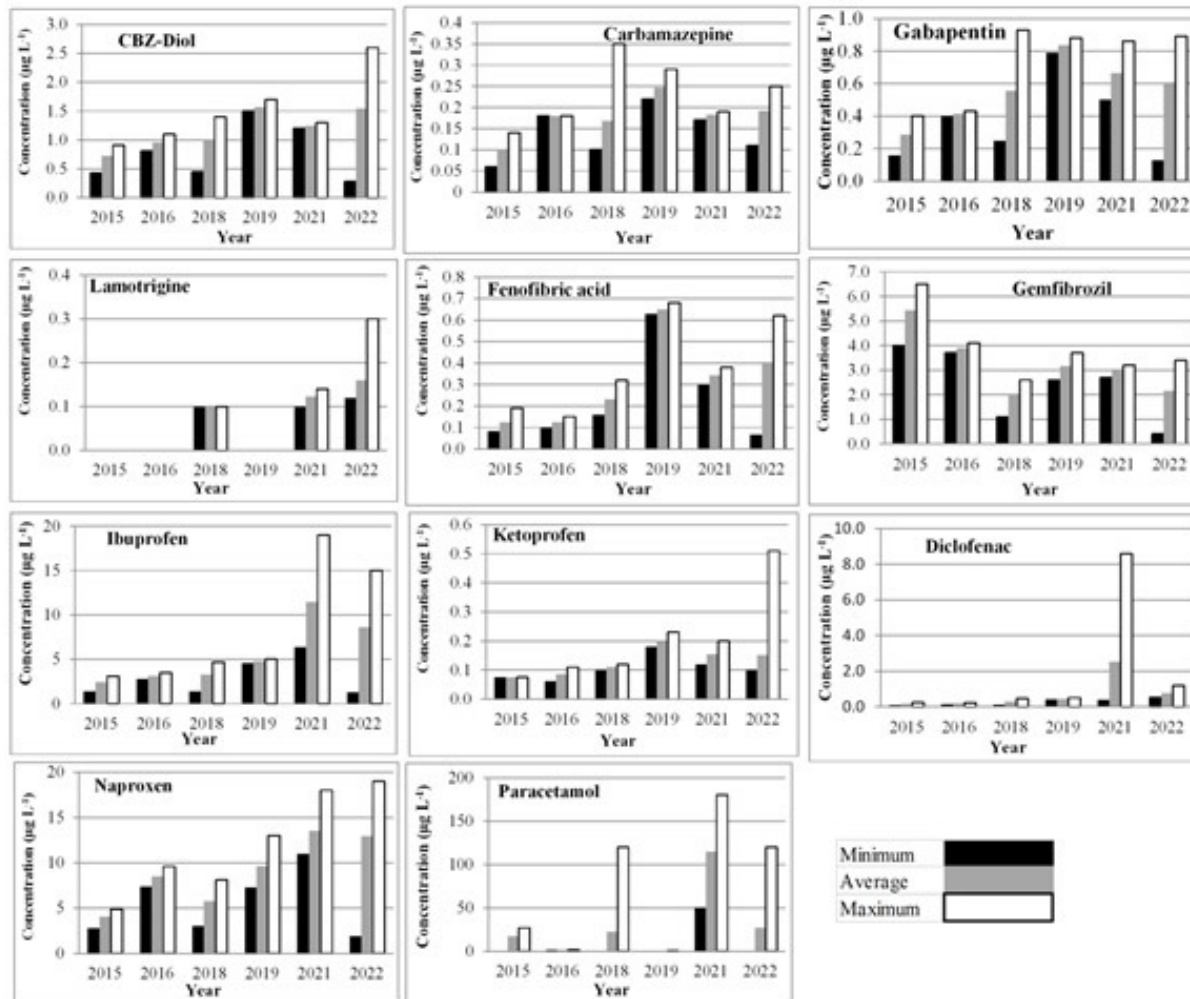 CBZ-Diol
Concentration (µg L⁻¹)
3.0
2.5
2.0
1.5
1.0
0.5
0.0
2015 2016 2018 2019 2021 2022
Year
Carbamazepine
Concentration (µg L⁻¹)
0.4
0.35
0.3
0.25
0.2
0.15
0.1
0.05
0
2015 2016 2018 2019 2021 2022
Year
Gabapentin
Concentration (µg L⁻¹)
1.0
0.8
0.6
0.4
0.2
0.0
2015 2016 2018 2019 2021 2022
Year
Lamotrigine
Concentration (µg L⁻¹)
0.4
0.3
0.2
0.1
0.0
2015 2016 2018 2019 2021 2022
Year
Fenofibric acid
Concentration (µg L⁻¹)
0.8
0.7
0.6
0.5
0.4
0.3
0.2
0.1
0.0
2015 2016 2018 2019 2021 2022
Year
Gemfibrozil
Concentration (µg L⁻¹)
7.0
6.0
5.0
4.0
3.0
2.0
1.0
0.0
2015 2016 2018 2019 2021 2022
Year
Ibuprofen
Concentration (µg L⁻¹)
20
15
10
5
0
2015 2016 2018 2019 2021 2022
Year
Ketoprofen
Concentration (µg L⁻¹)
0.6
0.5
0.4
0.3
0.2
0.1
0.0
2015 2016 2018 2019 2021 2022
Year
Diclofenac
Concentration (µg L⁻¹)
10.0
8.0
6.0
4.0
2.0
0.0
2015 2016 2018 2019 2021 2022
Year
Naproxen
Concentration (µg L⁻¹)
20
15
10
5
0
2015 2016 2018 2019 2021 2022
Year
Paracetamol
Concentration (µg L⁻¹)
200
150
100
50
0
2015 2016 2018 2019 2021 2022
Year
Minimum
Average
Maximum